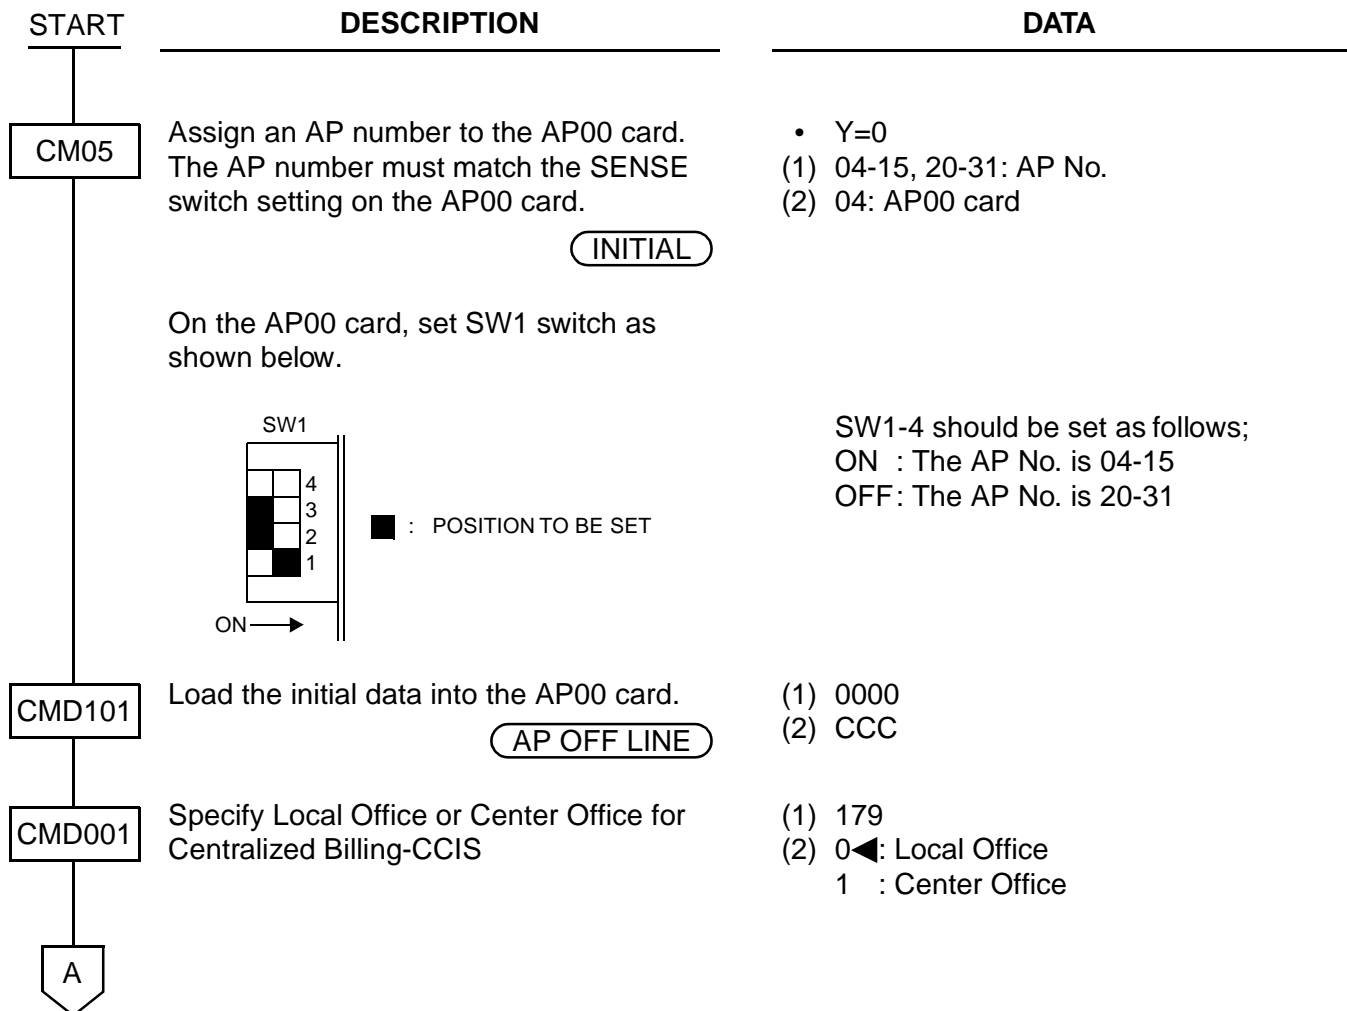 START
DESCRIPTION
DATA
CM05
Assign an AP number to the AP00 card.
The AP number must match the SENSE
switch setting on the AP00 card.
INITIAL
• Y=0
(1) 04-15, 20-31: AP No.
(2) 04: AP00 card
On the AP00 card, set SW1 switch as
shown below.
SW1
4
3
2
1
ON
: POSITION TO BE SET
SW1-4 should be set as follows;
ON : The AP No. is 04-15
OFF : The AP No. is 20-31
CMD101
Load the initial data into the AP00 card.
AP OFF LINE
(1) 0000
(2) CCC
CMD001
Specify Local Office or Center Office for
Centralized Billing-CCIS
(1) 179
(2) 0◀: Local Office
1 : Center Office
A